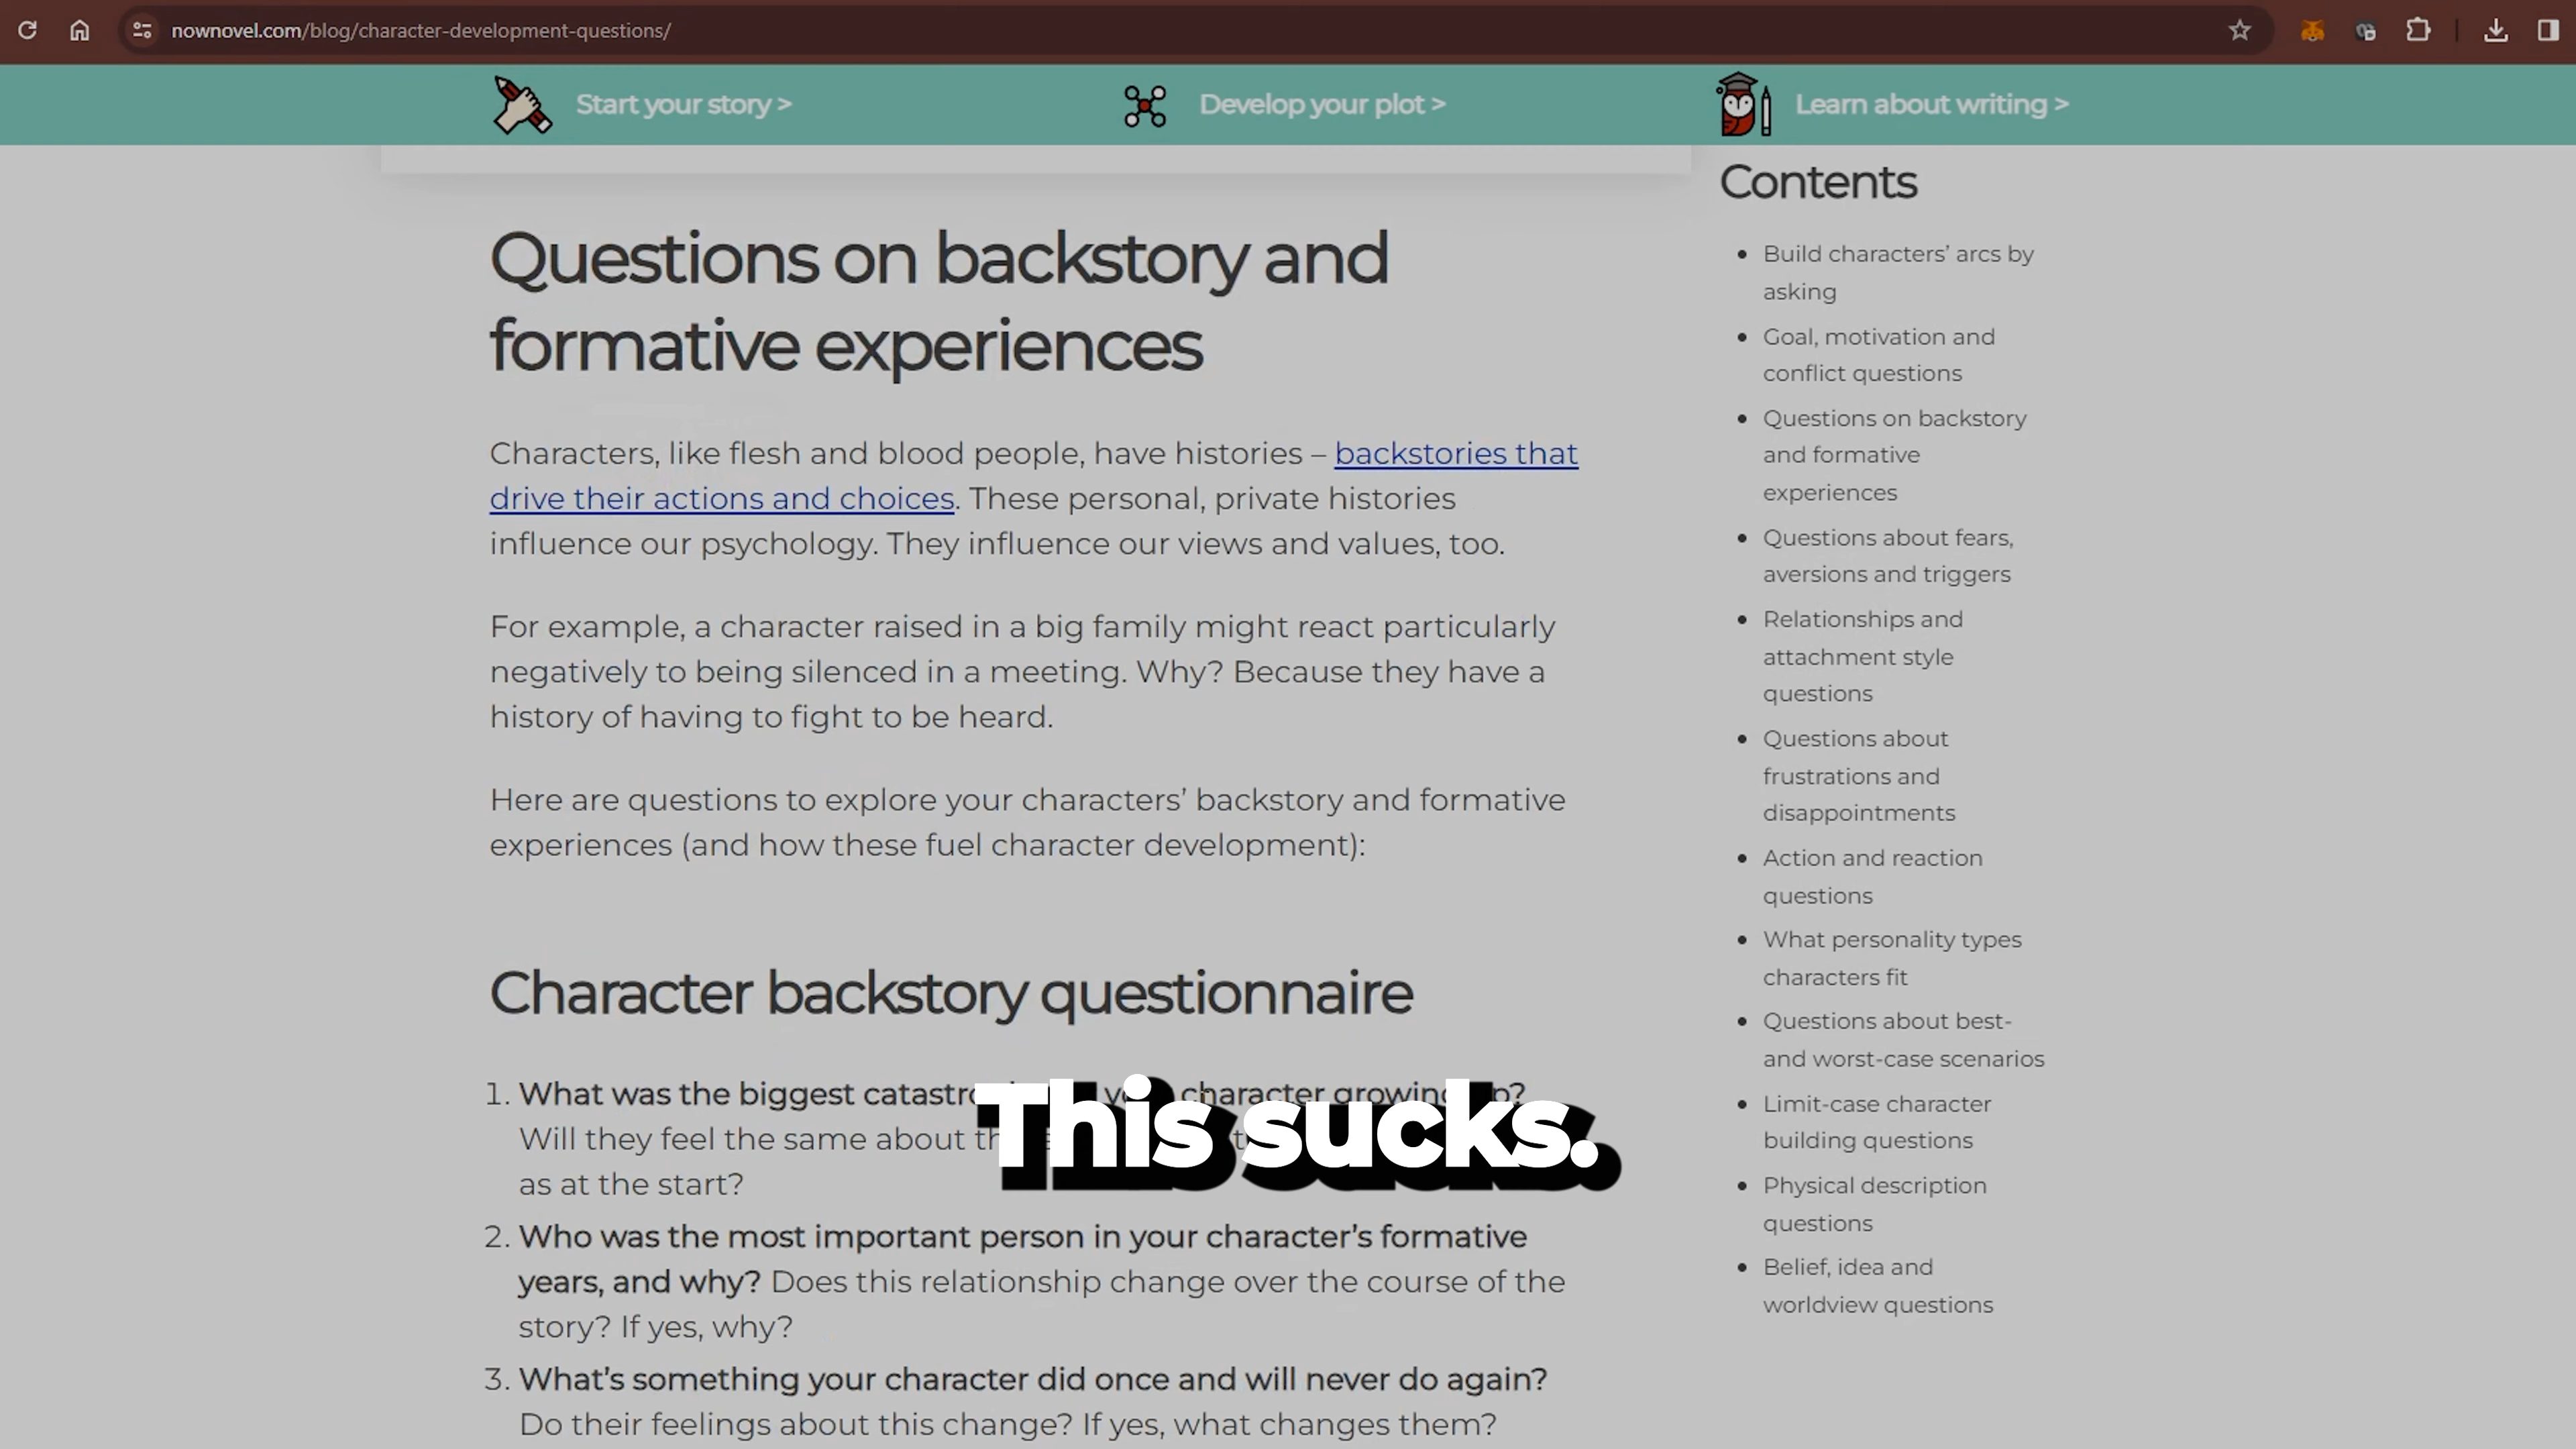 nownovel.com/blog/character-development-questions/
Start your story >
Develop your plot >
Learn about writing >
Questions on backstory and
formative experiences
Characters, like flesh and blood people, have histories – backstories that
drive their actions and choices. These personal, private histories
influence our psychology. They influence our views and values, too.
For example, a character raised in a big family might react particularly
negatively to being silenced in a meeting. Why? Because they have a
history of having to fight to be heard.
Here are questions to explore your characters’ backstory and formative
experiences (and how these fuel character development):
Character backstory questionnaire
1. What was the biggest character growing
Will they feel the same about
as at the start?
2. Who was the most important person in your character’s formative
years, and why? Does this relationship change over the course of the
story? If yes, why?
3. What’s something your character did once and will never do again?
Do their feelings about this change? If yes, what changes them?
This sucks.
Contents
• Build characters’ arcs by
asking
• Goal, motivation and
conflict questions
• Questions on backstory
and formative
experiences
• Questions about fears,
aversions and triggers
• Relationships and
attachment style
questions
• Questions about
frustrations and
disappointments
• Action and reaction
questions
• What personality types
characters fit
• Questions about best-
and worst-case scenarios
• Limit-case character
building questions
• Physical description
questions
• Belief, idea and
worldview questions